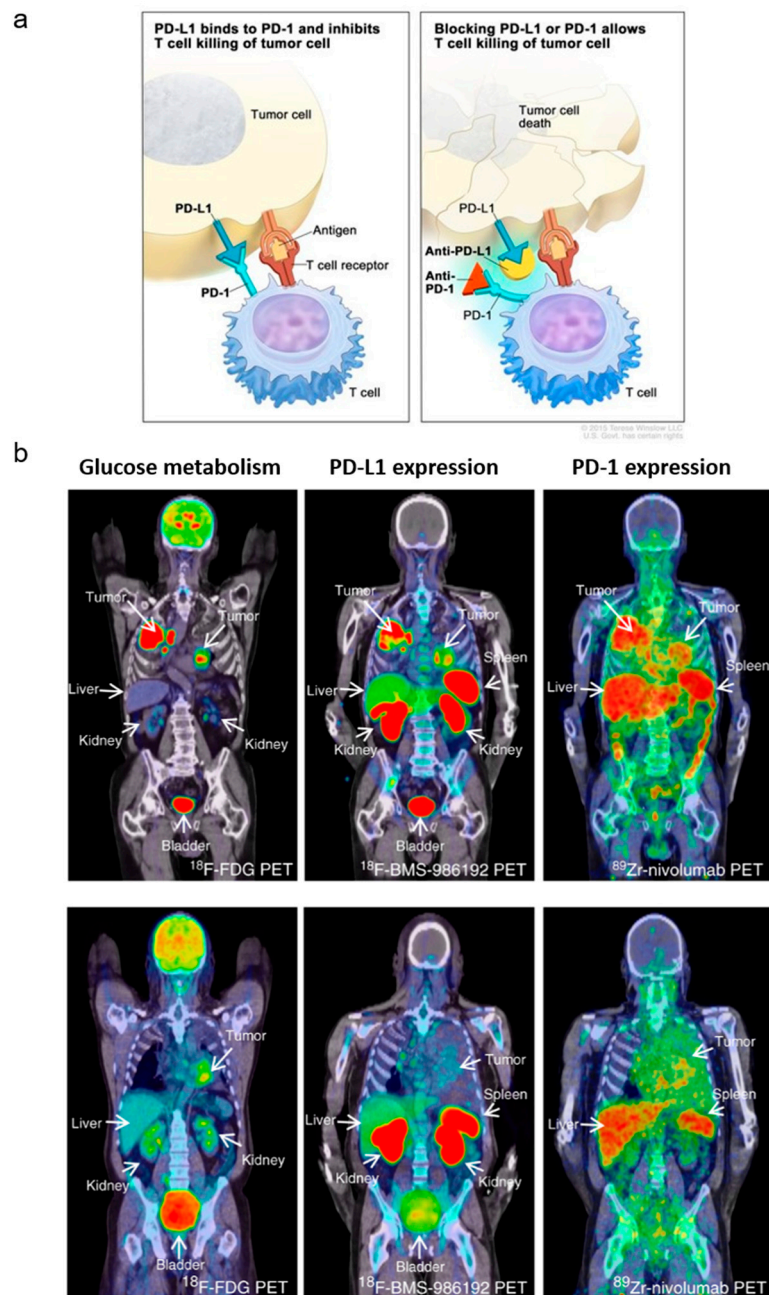 a
PD-L1 binds to PD-1 and inhibits
T cell killing of tumor cell
Tumor cell
PD-L1
Antigen
T cell receptor
PD-1
T cell
Blocking PD-L1 or PD-1 allows
T cell killing of tumor cell
Tumor cell
death
PD-L1
Anti-PD-L1
Anti-
PD-1
PD-1
T cell
© 2015 Terese Winslow LLC
U.S. Govt. has certain rights
b
Glucose metabolism
PD-L1 expression
PD-1 expression
Tumor
Tumor
Liver
Kidney
Kidney
Bladder
18F-FDG PET
Tumor
Tumor
Spleen
Liver
Kidney
Kidney
Bladder
18F-BMS-986192 PET
Tumor
Tumor
Spleen
Liver
89Zr-nivolumab PET
Tumor
Liver
Kidney
Kidney
Bladder
18F-FDG PET
Tumor
Spleen
Liver
Kidney
Kidney
Bladder
18F-BMS-986192 PET
Tumor
Spleen
Liver
89Zr-nivolumab PET